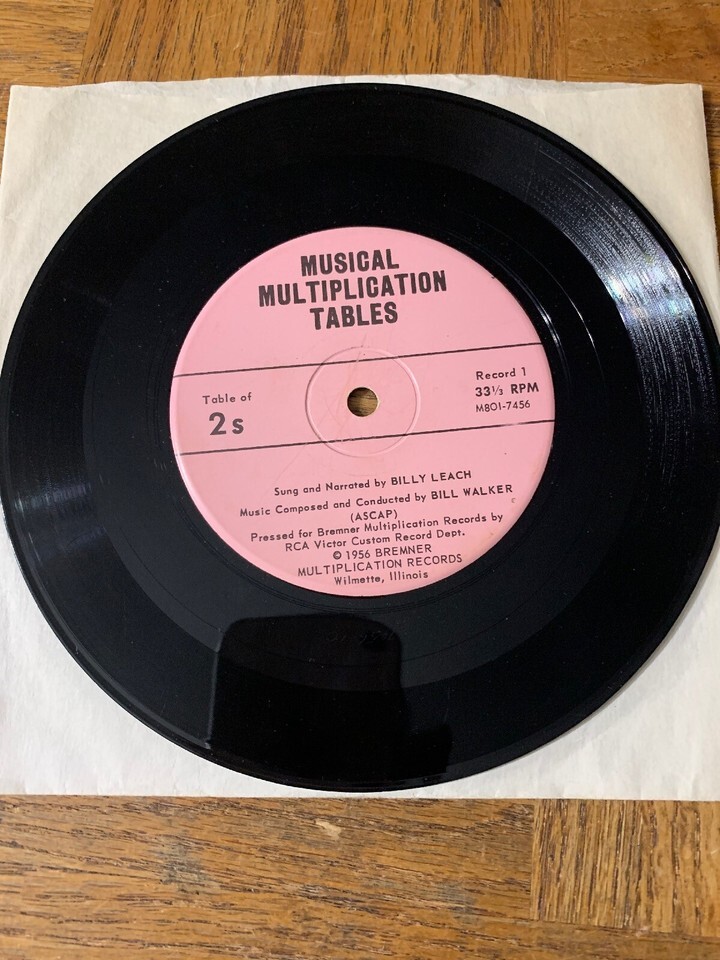 MUSICAL
MULTIPLICATION
TABLES
Table of
2s
Record 1
33⅓ RPM
M8OI-7456
Sung and Narrated by BILLY LEACH
Music Composed and Conducted by BILL WALKER
(ASCAP)
Pressed for Bremner Multiplication Records by
RCA Victor Custom Record Dept.
© 1956 BREMNER
MULTIPLICATION RECORDS
Wilmette, Illinois